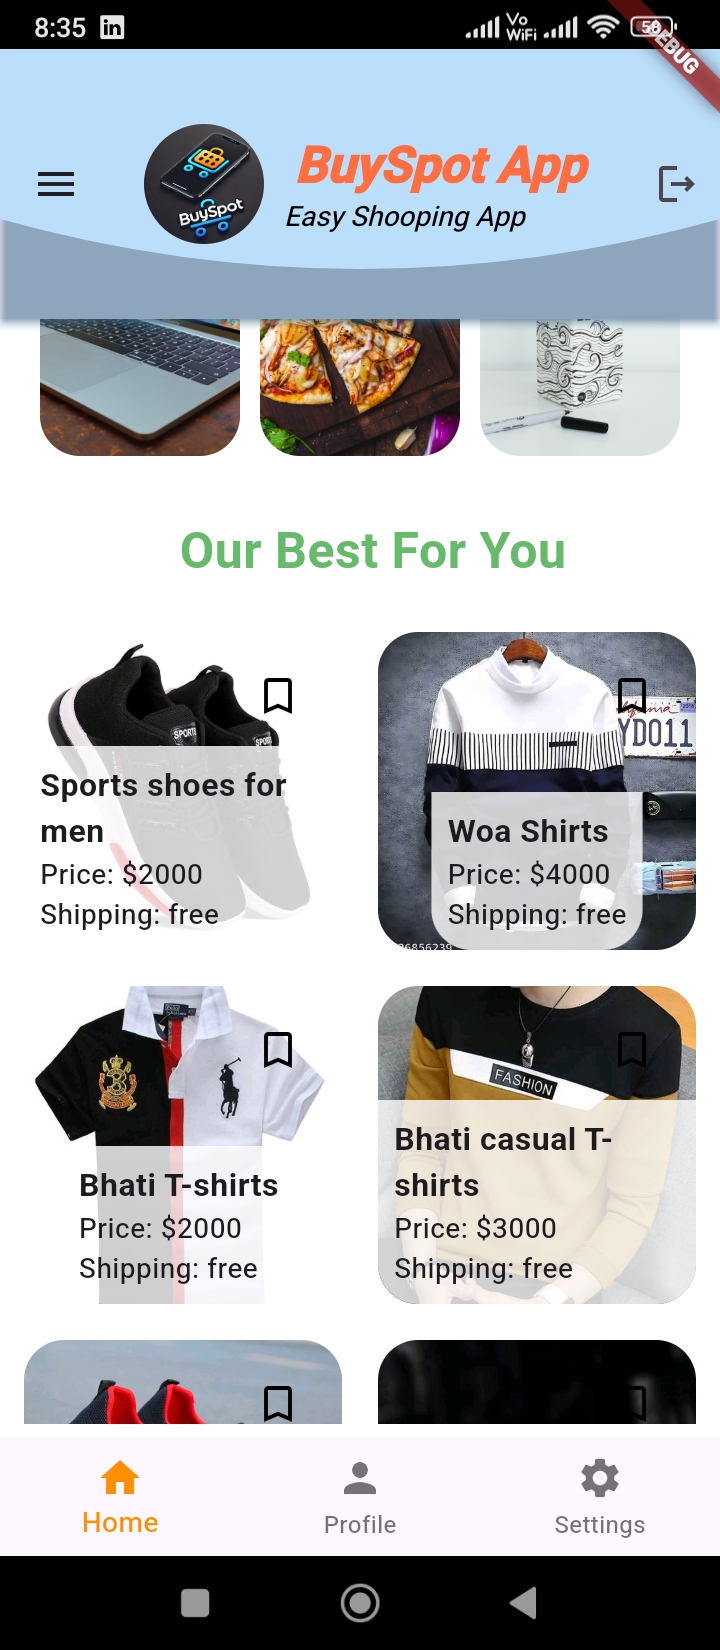 8:35
Vo
WiFi
58
DEBUG
BuySpot
BuySpot App
Easy Shooping App
Our Best For You
SPORTS
Sports shoes for
men
Price: $2000
Shipping: free
YD011
Woa Shirts
Price: $4000
Shipping: free
Bhati T-shirts
Price: $2000
Shipping: free
FASHION
Bhati casual T-
shirts
Price: $3000
Shipping: free
Home
Profile
Settings